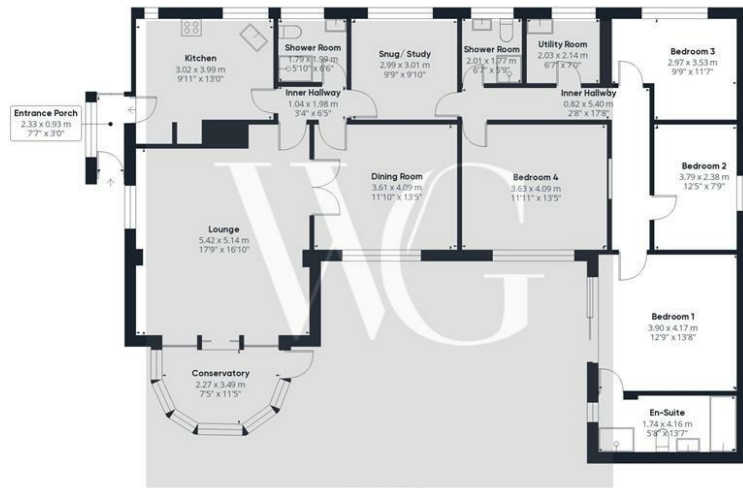 Kitchen
3.02 x 3.99 m
9'11" x 13'0"
Shower Room
1.79 x 1.99 m
5'10" x 6'6"
Snug/ Study
2.99 x 3.01 m
9'9" x 9'10"
Shower Room
2.01 x 1.77 m
6'7" x 5'9"
Utility Room
2.03 x 2.14 m
6'7" x 7'0"
Bedroom 3
2.97 x 3.53 m
9'9" x 11'7"
Entrance Porch
2.33 x 0.93 m
7'7" x 3'0"
Inner Hallway
1.04 x 1.98 m
3'4" x 6'5"
Inner Hallway
0.82 x 5.40 m
2'8" x 17'8"
Dining Room
3.61 x 4.09 m
11'10" x 13'5"
Bedroom 4
3.63 x 4.09 m
11'11" x 13'5"
Bedroom 2
3.79 x 2.38 m
12'5" x 7'9"
Lounge
5.42 x 5.14 m
17'9" x 16'10"
WG
Bedroom 1
3.90 x 4.17 m
12'9" x 13'8"
Conservatory
2.27 x 3.49 m
7'5" x 11'5"
En-Suite
1.74 x 4.16 m
5'8" x 13'7"